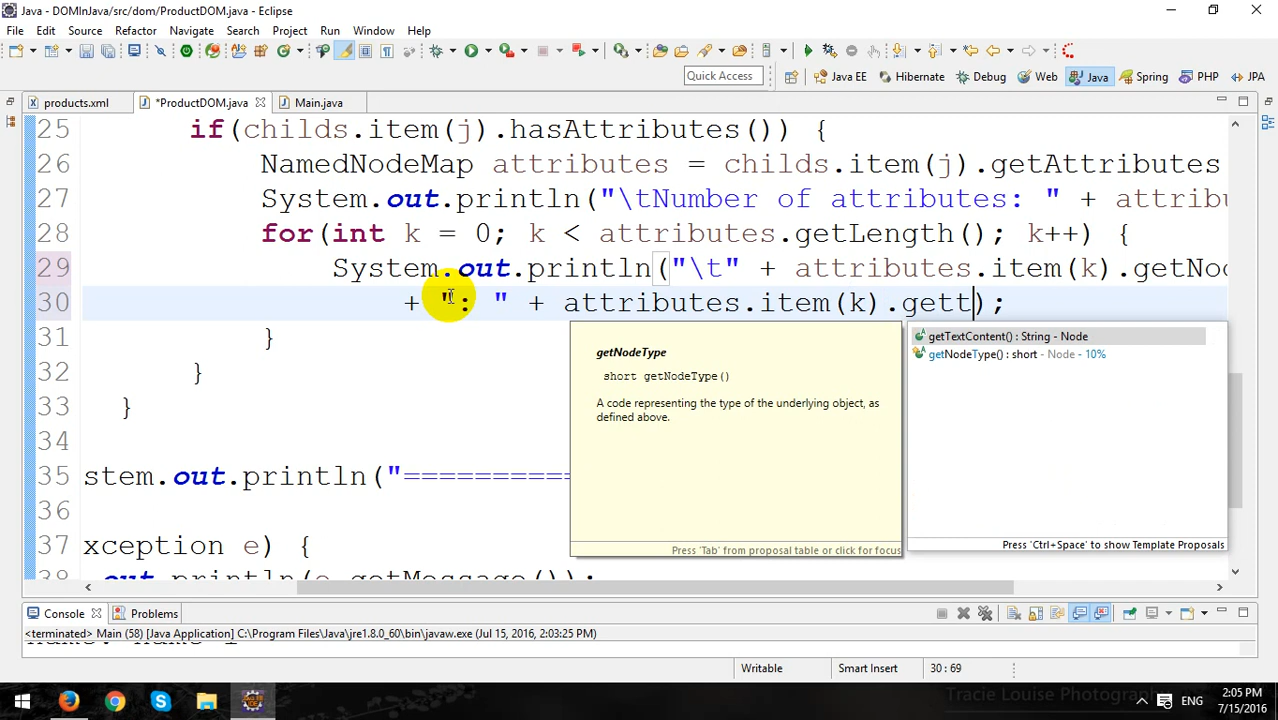 Java - DOMInJava/src/dom/ProductDOM.java - Eclipse
File Edit Source Refactor Navigate Search Project Run Window Help
Quick Access Java EE Hibernate Debug Web Java Spring PHP JPA
products.xml *ProductDOM.java Main.java
25 if(childs.item(j).hasAttributes()) {
26 NamedNodeMap attributes = childs.item(j).getAttributes
27 System.out.println("\tNumber of attributes: " + attribu
28 for(int k = 0; k < attributes.getLength(); k++) {
29 System.out.println("\t" + attributes.item(k).getNo
30 + ": " + attributes.item(k).gett);
31 }
32 }
33 }
34
35 stem.out.println("==========
36
37 xception e) {
38 out.println(e.getMessage());
getNodeType
short getNodeType()
A code representing the type of the underlying object, as
defined above.
Press 'Tab' from proposal table or click for focus
getTextContent() : String - Node
getNodeType() : short - Node - 10%
Press 'Ctrl+Space' to show Template Proposals
Console Problems
<terminated> Main (58) [Java Application] C:\Program Files\Java\jre1.8.0_60\bin\javaw.exe (Jul 15, 2016, 2:03:25 PM)
Writable Smart Insert 30 : 69
Tracie Louise Photography
ENG
2:05 PM
7/15/2016